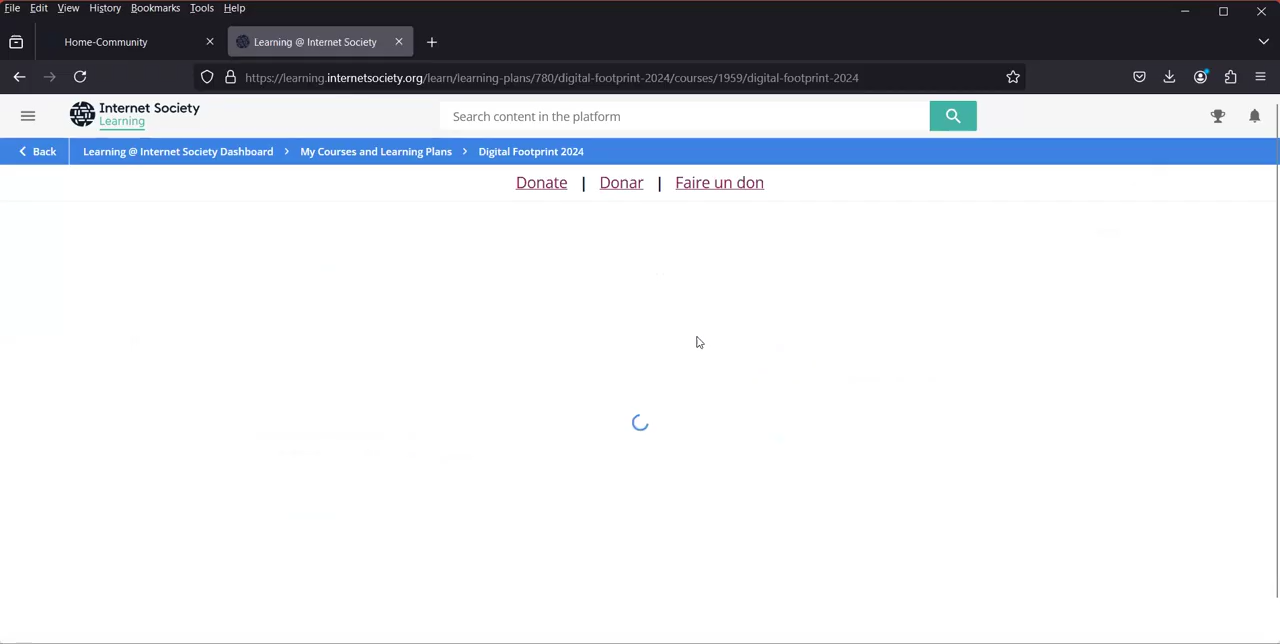 File Edit View History Bookmarks Tools Help
Home-Community
Learning @ Internet Society
https://learning.internetsociety.org/learn/learning-plans/780/digital-footprint-2024/courses/1959/digital-footprint-2024
Internet Society
Learning
Search content in the platform
Back
Learning @ Internet Society Dashboard > My Courses and Learning Plans > Digital Footprint 2024
Donate | Donar | Faire un don